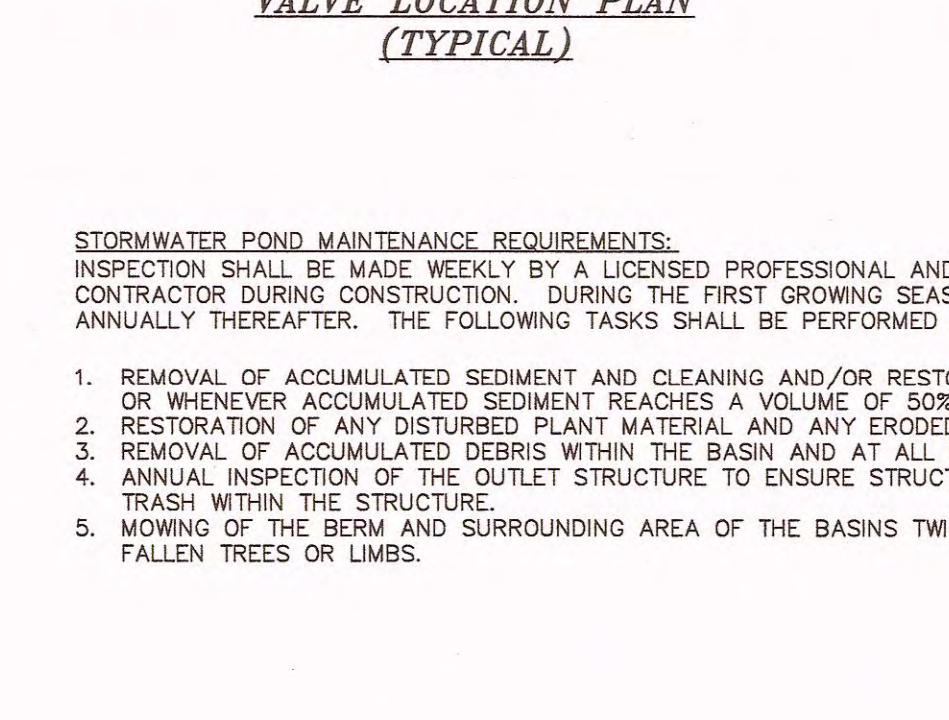 VALVE LOCATION PLAN
(TYPICAL)
STORMWATER POND MAINTENANCE REQUIREMENTS:
INSPECTION SHALL BE MADE WEEKLY BY A LICENSED PROFESSIONAL AND
CONTRACTOR DURING CONSTRUCTION. DURING THE FIRST GROWING SEAS
ANNUALLY THEREAFTER. THE FOLLOWING TASKS SHALL BE PERFORMED
1. REMOVAL OF ACCUMULATED SEDIMENT AND CLEANING AND/OR RESTO
OR WHENEVER ACCUMULATED SEDIMENT REACHES A VOLUME OF 50%
2. RESTORATION OF ANY DISTURBED PLANT MATERIAL AND ANY ERODED
3. REMOVAL OF ACCUMULATED DEBRIS WITHIN THE BASIN AND AT ALL
4. ANNUAL INSPECTION OF THE OUTLET STRUCTURE TO ENSURE STRUCT
TRASH WITHIN THE STRUCTURE.
5. MOWING OF THE BERM AND SURROUNDING AREA OF THE BASINS TWI
FALLEN TREES OR LIMBS.